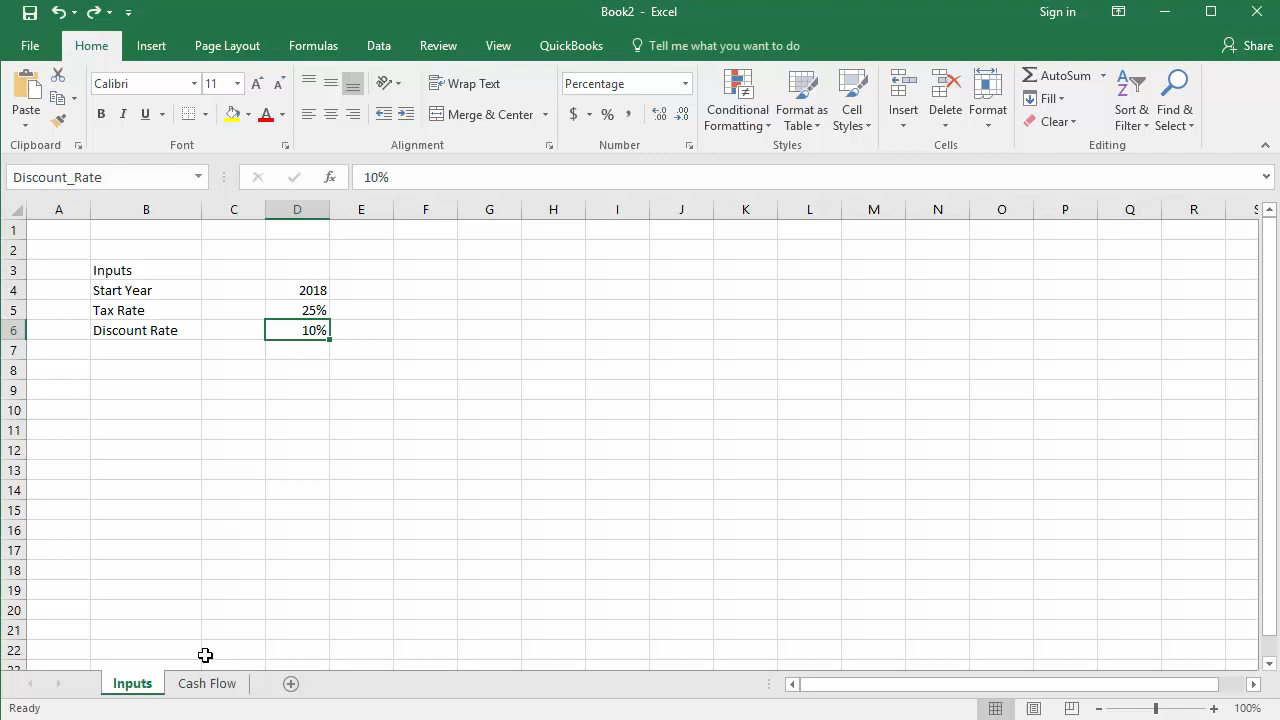 Book2 - Excel
Sign in
File Home Insert Page Layout Formulas Data Review View QuickBooks Tell me what you want to do Share
Paste
Clipboard
Calibri 11
B I U
A
Font
Wrap Text
Merge & Center
Alignment
Percentage
$ % ,
Number
Conditional Formatting
Format as Table
Cell Styles
Styles
Insert Delete Format
Cells
AutoSum
Fill
Clear
Sort & Filter
Find & Select
Editing
Discount_Rate fx 10%
A B C D E F G H I J K L M N O P Q R S
1
2
3 Inputs
4 Start Year 2018
5 Tax Rate 25%
6 Discount Rate 10%
7
8
9
10
11
12
13
14
15
16
17
18
19
20
21
22
23
Inputs Cash Flow
Ready 100%